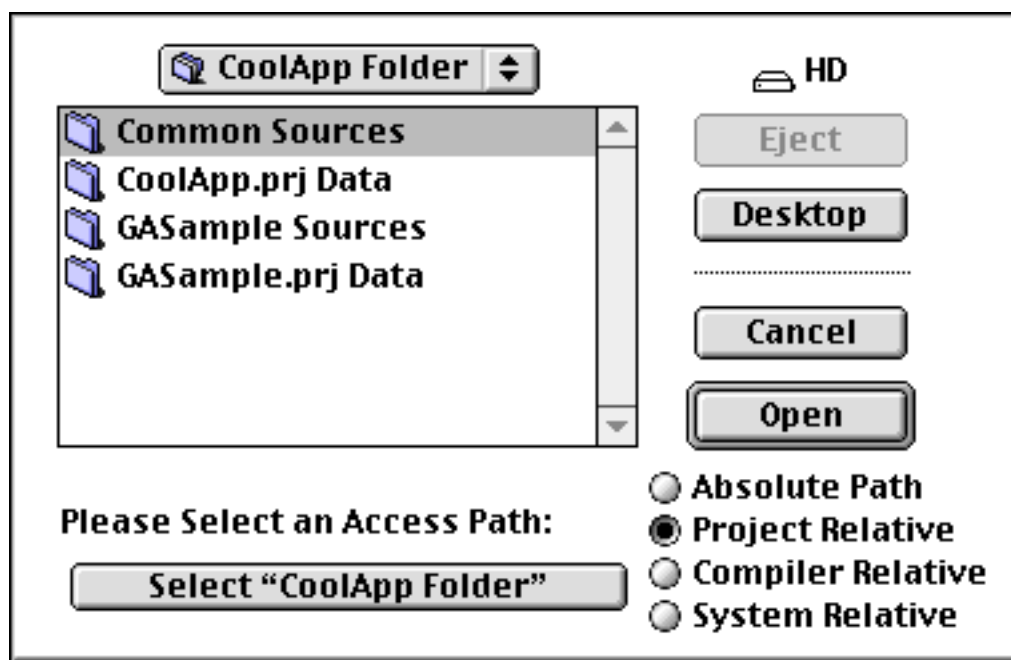 CoolApp Folder
HD
Common Sources
CoolApp.prj Data
GASample Sources
GASample.prj Data
Eject
Desktop
Cancel
Open
Please Select an Access Path:
Select “CoolApp Folder”
Absolute Path
Project Relative
Compiler Relative
System Relative